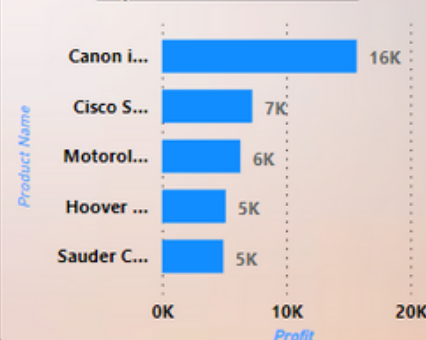 Canon i... 16K
Cisco S... 7K
Motorol... 6K
Hoover ... 5K
Sauder C... 5K
Product Name
0K 10K 20K
Profit